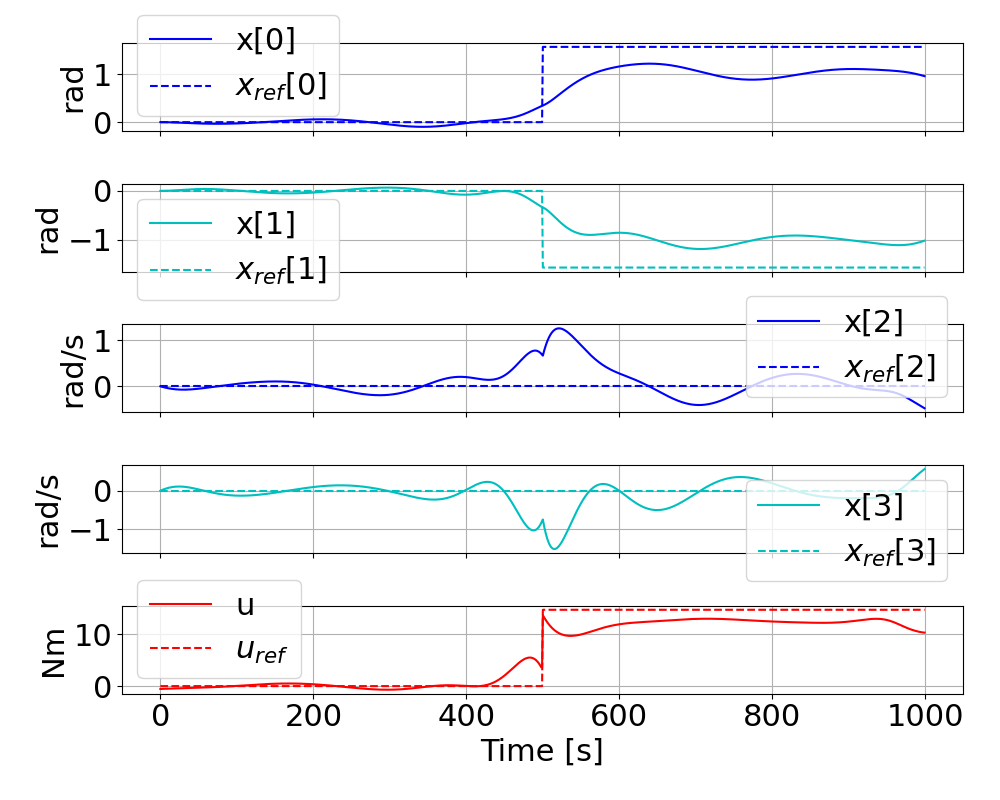 x[0]
x_ref[0]
rad
1
0
0
−1
rad
x[1]
x_ref[1]
x[2]
x_ref[2]
1
0
rad/s
0
−1
rad/s
x[3]
x_ref[3]
u
u_ref
10
0
Nm
0 200 400 600 800 1000
Time [s]